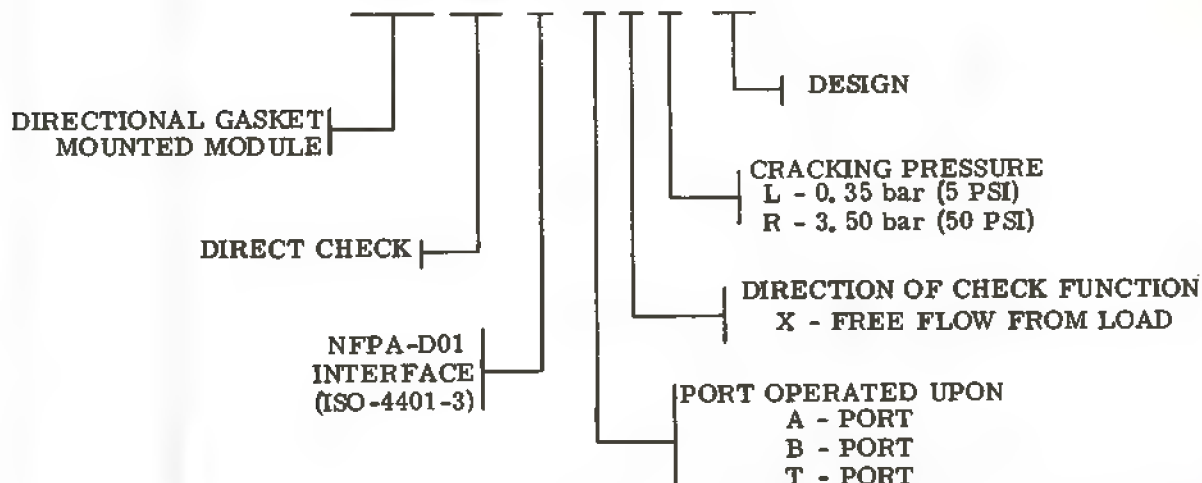 DESIGN
DIRECTIONAL GASKET
MOUNTED MODULE
CRACKING PRESSURE
L - 0.35 bar (5 PSI)
R - 3.50 bar (50 PSI)
DIRECT CHECK
DIRECTION OF CHECK FUNCTION
X - FREE FLOW FROM LOAD
NFPA-D01
INTERFACE
(ISO-4401-3)
PORT OPERATED UPON
A - PORT
B - PORT
T - PORT